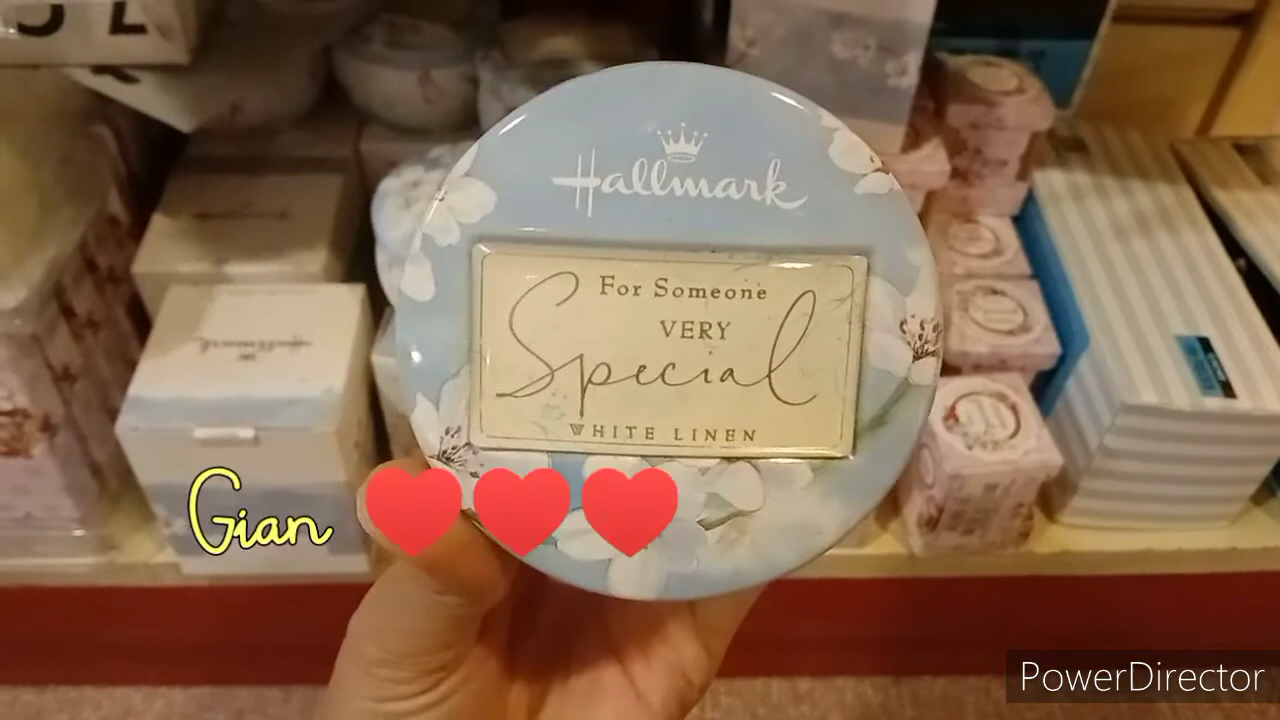 Hallmark
For Someone
VERY
Special
WHITE LINEN
Gian ♥♥♥
PowerDirector